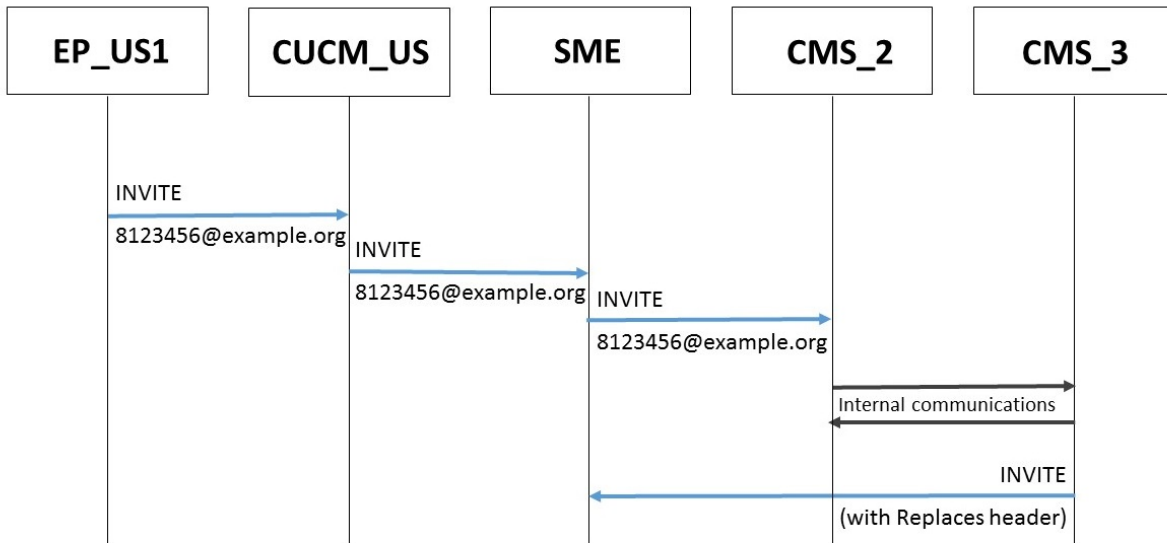 EP_US1
CUCM_US
SME
CMS_2
CMS_3
INVITE
8123456@example.org
INVITE
8123456@example.org
INVITE
8123456@example.org
Internal communications
INVITE
(with Replaces header)